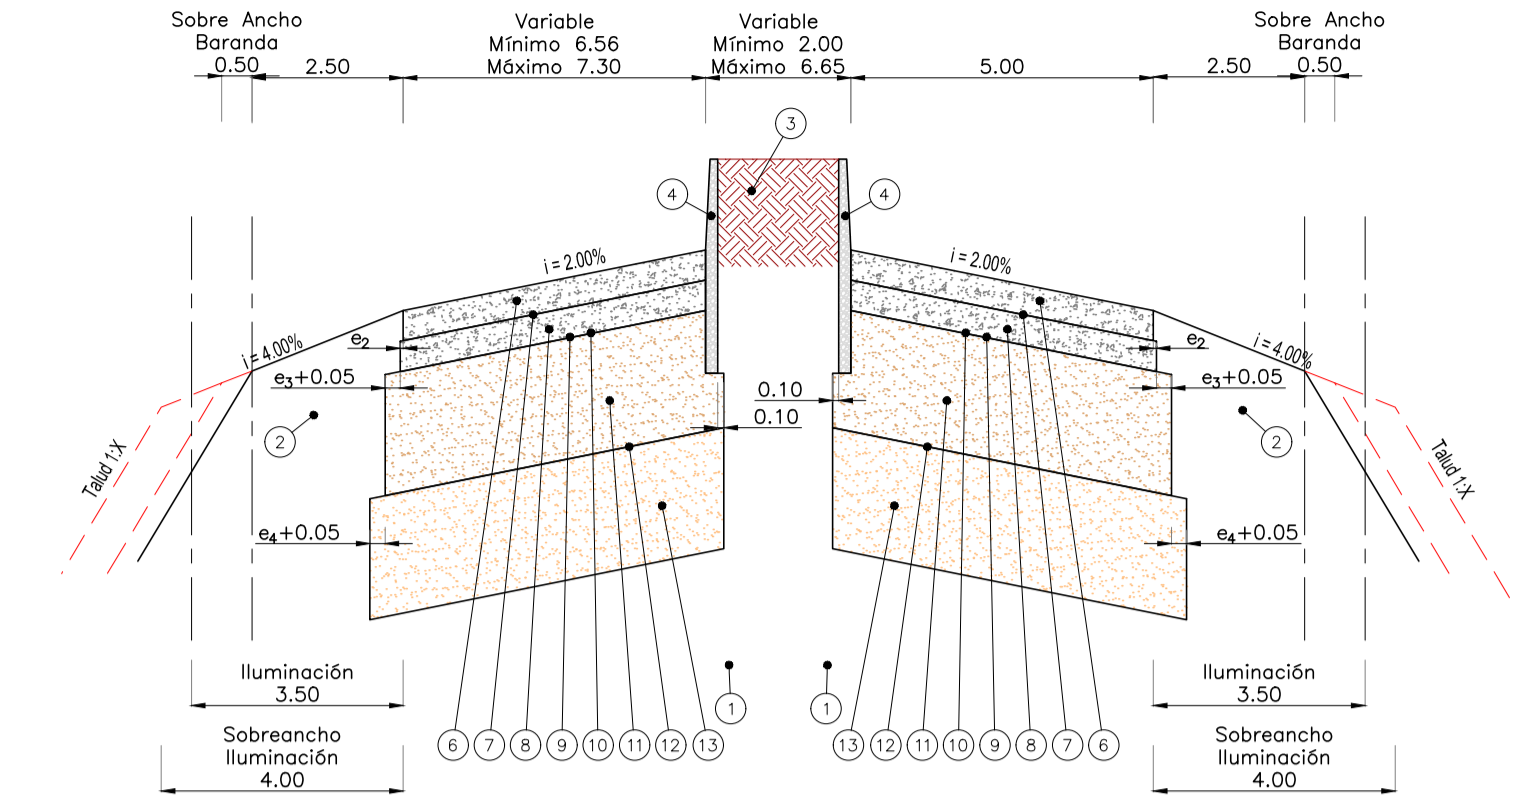 Sobre Ancho
Baranda
0.50
2.50
Variable
Mínimo 6.56
Máximo 7.30
Variable
Mínimo 2.00
Máximo 6.65
5.00
2.50
Sobre Ancho
Baranda
0.50
3
4
4
i = 2.00%
i = 2.00%
i = 4.00%
i = 4.00%
e₂
e₂
e₃+0.05
e₃+0.05
0.10
0.10
2
2
Talud 1:X
Talud 1:X
e₄+0.05
e₄+0.05
Iluminación
3.50
Iluminación
3.50
1
1
Sobreancho
Iluminación
4.00
6 7 8 9 10 11 12 13
13 12 11 10 9 8 7 6
Sobreancho
Iluminación
4.00